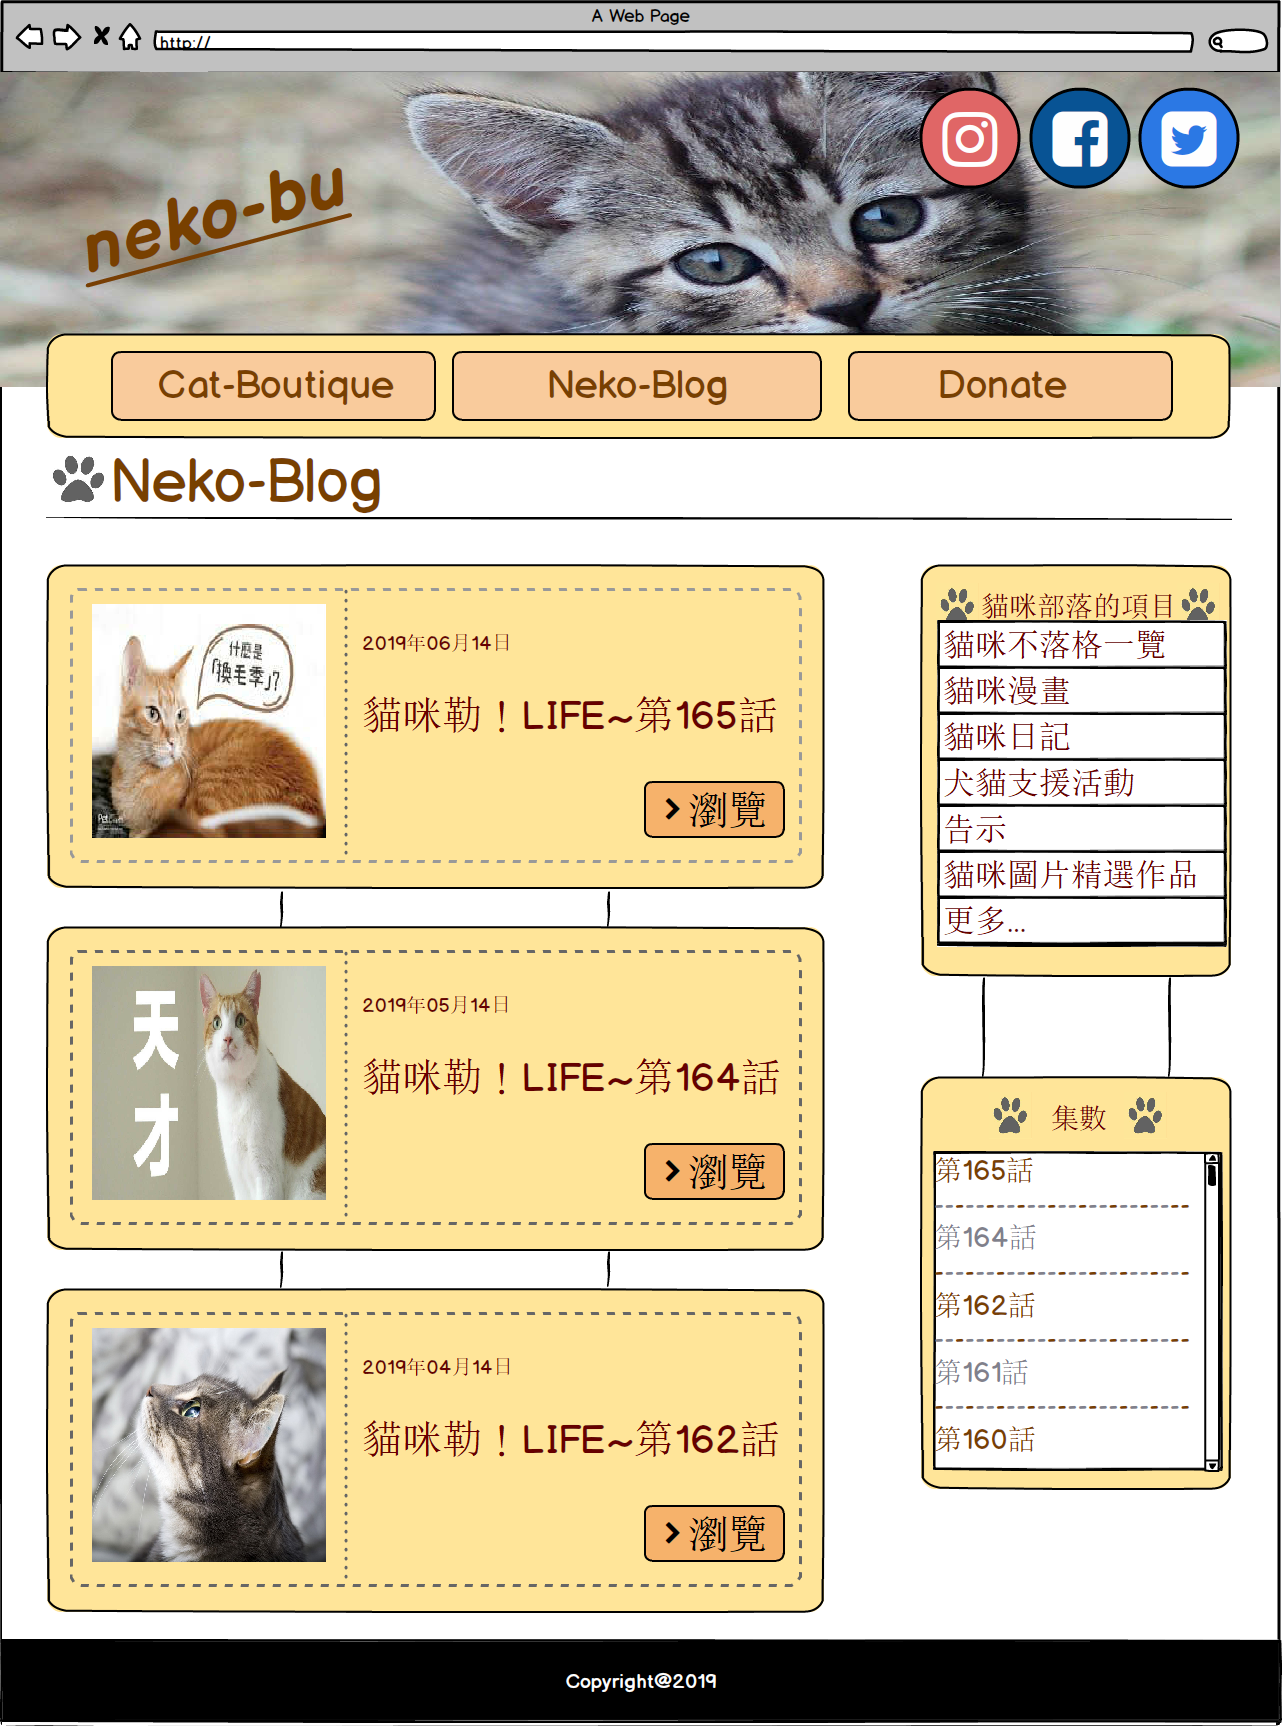 A Web Page
http://
neko-bu
Cat-Boutique
Neko-Blog
Donate
Neko-Blog
什麼是
「換毛季」?
2019年06月14日
貓咪勒！LIFE~第165話
瀏覽
天才
2019年05月14日
貓咪勒！LIFE~第164話
瀏覽
2019年04月14日
貓咪勒！LIFE~第162話
瀏覽
貓咪部落的項目
貓咪不落格一覽
貓咪漫畫
貓咪日記
犬貓支援活動
告示
貓咪圖片精選作品
更多...
集數
第165話
第164話
第162話
第161話
第160話
Copyright@2019